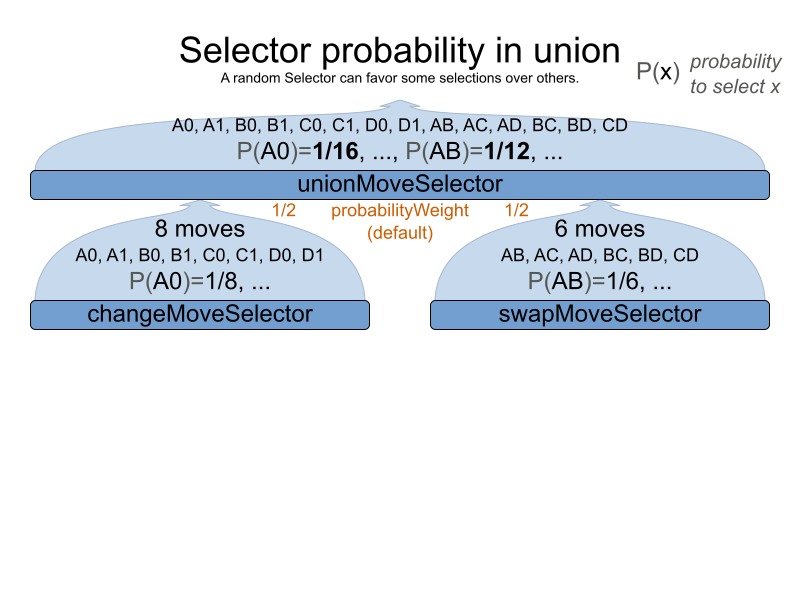 Selector probability in union
A random Selector can favor some selections over others.
P(x) probability
to select x
A0, A1, B0, B1, C0, C1, D0, D1, AB, AC, AD, BC, BD, CD
P(A0)=1/16, ..., P(AB)=1/12, ...
unionMoveSelector
1/2 probabilityWeight 1/2
(default)
8 moves
A0, A1, B0, B1, C0, C1, D0, D1
P(A0)=1/8, ...
changeMoveSelector
6 moves
AB, AC, AD, BC, BD, CD
P(AB)=1/6, ...
swapMoveSelector